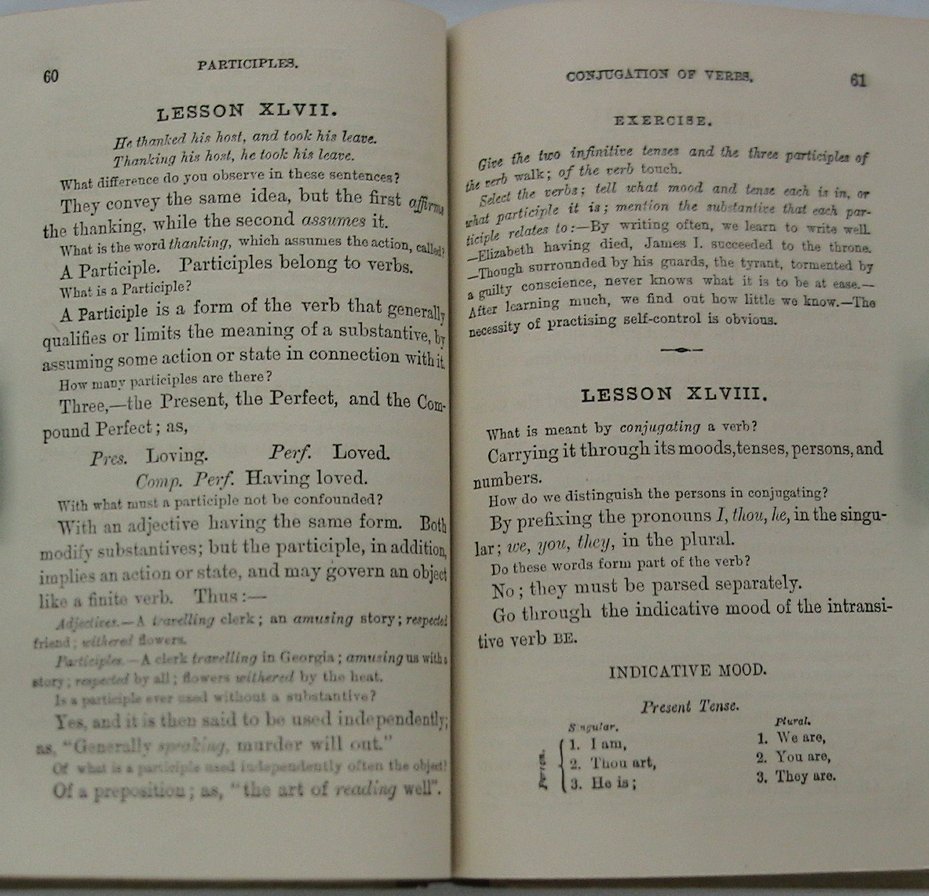 60
PARTICIPLES.
LESSON XLVII.
He thanked his host, and took his leave.
Thanking his host, he took his leave.
What difference do you observe in these sentences?
They convey the same idea, but the first affirms
the thanking, while the second assumes it.
What is the word thanking, which assumes the action, called?
A Participle. Participles belong to verbs.
What is a Participle?
A Participle is a form of the verb that generally
qualifies or limits the meaning of a substantive, by
assuming some action or state in connection with it.
How many participles are there?
Three,—the Present, the Perfect, and the Com-
pound Perfect; as,
Pres. Loving. Perf. Loved.
Comp. Perf. Having loved.
With what must a participle not be confounded?
With an adjective having the same form. Both
modify substantives; but the participle, in addition,
implies an action or state, and may govern an object
like a finite verb. Thus:—
Adjectives.—A travelling clerk; an amusing story; respected
friend; withered flowers.
Participles.—A clerk travelling in Georgia; amusing us with a
story; respected by all; flowers withered by the heat.
Is a participle ever used without a substantive?
Yes, and it is then said to be used independently;
as, "Generally speaking, murder will out."
Of what is a participle used independently often the object?
Of a preposition; as, "the art of reading well".
CONJUGATION OF VERBS.
61
EXERCISE.
Give the two infinitive tenses and the three participles of
the verb walk; of the verb touch.
Select the verbs; tell what mood and tense each is in, or
what participle it is; mention the substantive that each par-
ticiple relates to:—By writing often, we learn to write well.
—Elizabeth having died, James I. succeeded to the throne.
—Though surrounded by his guards, the tyrant, tormented by
a guilty conscience, never knows what it is to be at ease.—
After learning much, we find out how little we know.—The
necessity of practising self-control is obvious.
LESSON XLVIII.
What is meant by conjugating a verb?
Carrying it through its moods, tenses, persons, and
numbers.
How do we distinguish the persons in conjugating?
By prefixing the pronouns I, thou, he, in the singu-
lar; we, you, they, in the plural.
Do these words form part of the verb?
No; they must be parsed separately.
Go through the indicative mood of the intransi-
tive verb BE.
INDICATIVE MOOD.
Present Tense.
Singular. Plural.
Person.
1. I am, 1. We are,
2. Thou art, 2. You are,
3. He is; 3. They are.